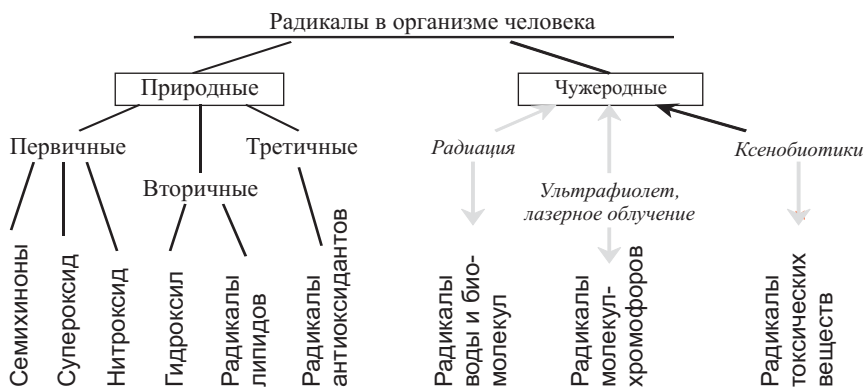 Радикалы в организме человека
Природные
Чужеродные
Первичные
Третичные
Радиация
Ксенобиотики
Вторичные
Ультрафиолет,
лазерное облучение
Семихиноны
Супероксид
Нитроксид
Гидроксил
Радикалы
липидов
Радикалы
антиоксидантов
Радикалы
воды и био-
молекул
Радикалы
молекул-
хромофоров
Радикалы
токсических
веществ